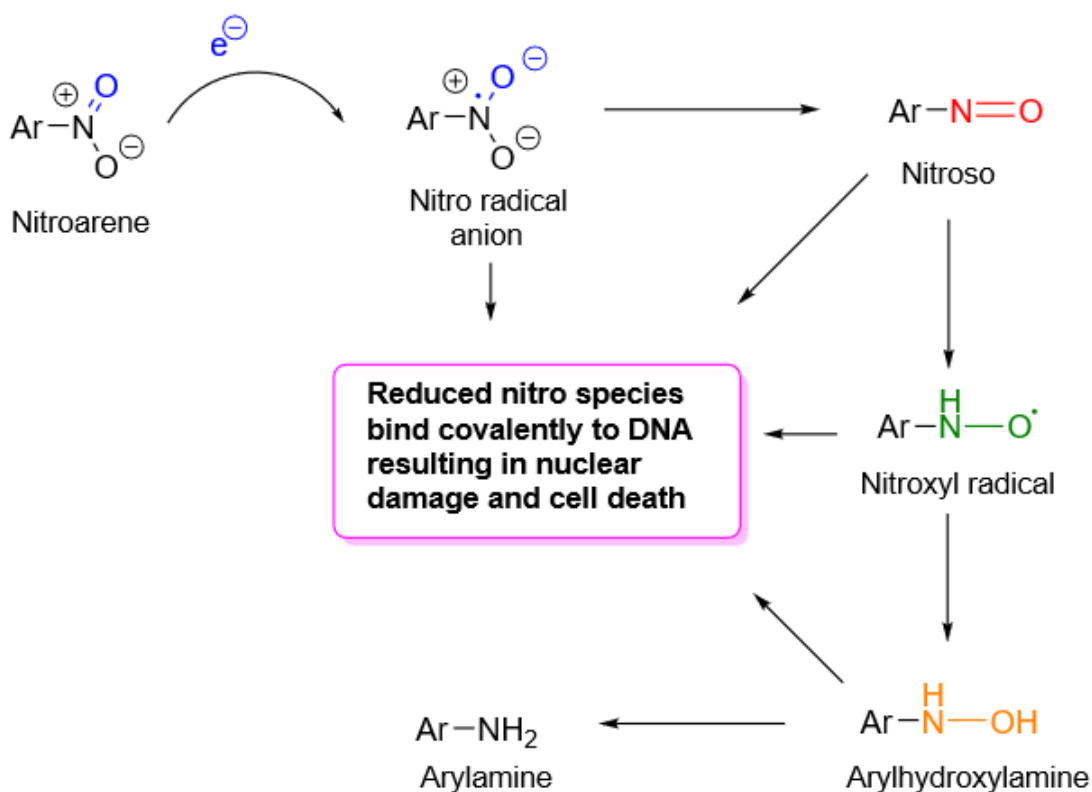 e⊖
Ar–N⊕ O O⊖
Nitroarene
Ar–N⊕• O⊖ O⊖
Nitro radical
anion
Ar–N=O
Nitroso
Reduced nitro species
bind covalently to DNA
resulting in nuclear
damage and cell death
H
Ar–N–O•
Nitroxyl radical
Ar–NH₂
Arylamine
H
Ar–N–OH
Arylhydroxylamine